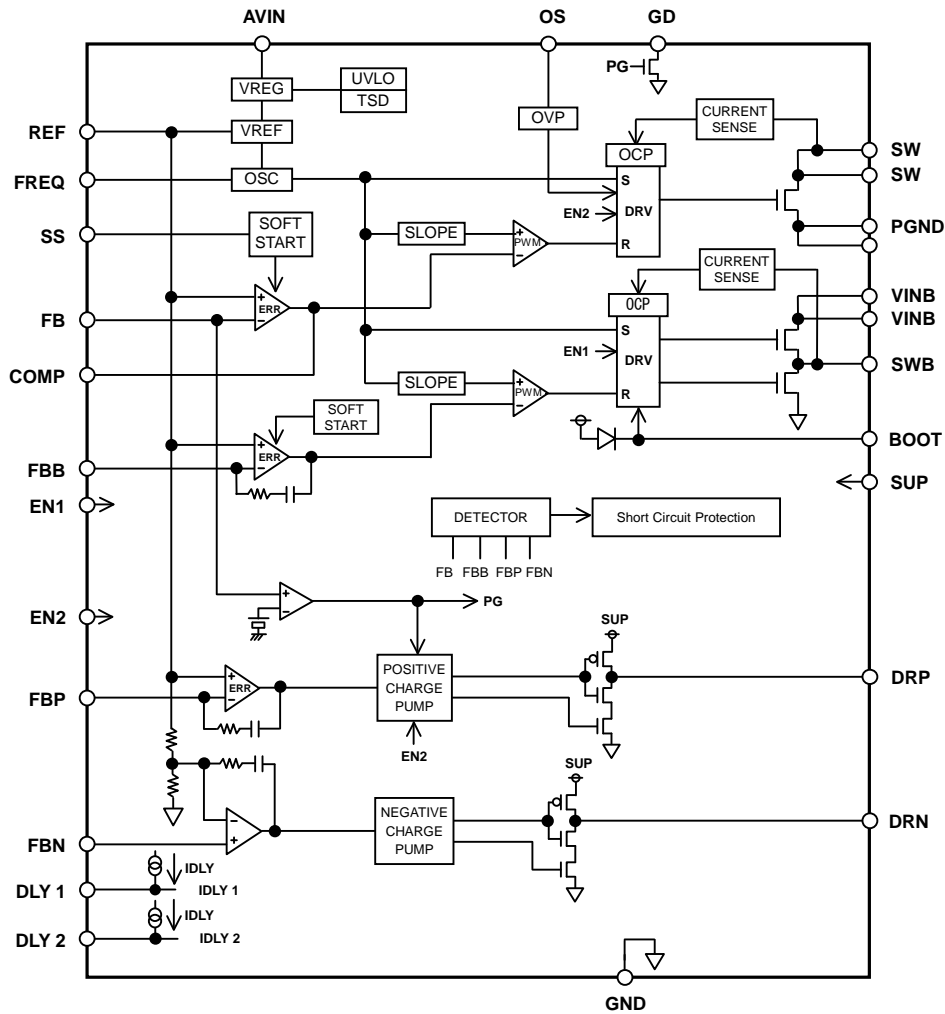 AVIN
OS
GD
PG
UVLO
TSD
VREG
CURRENT
SENSE
OVP
REF
VREF
OCP
SW
FREQ
OSC
S
SW
SOFT
START
EN2
DRV
SS
PGND
SLOPE
+
PWM
−
R
CURRENT
SENSE
+
ERR
−
VINB
OCP
FB
VINB
S
EN1
DRV
SWB
COMP
SLOPE
+
PWM
−
R
SOFT
START
+
ERR
−
BOOT
FBB
SUP
EN1
DETECTOR
Short Circuit Protection
FB FBB FBP FBN
+
−
PG
EN2
SUP
POSITIVE
CHARGE
PUMP
+
ERR
−
DRP
FBP
EN2
SUP
NEGATIVE
CHARGE
PUMP
−
+
DRN
FBN
IDLY
DLY 1
IDLY 1
IDLY
DLY 2
IDLY 2
GND